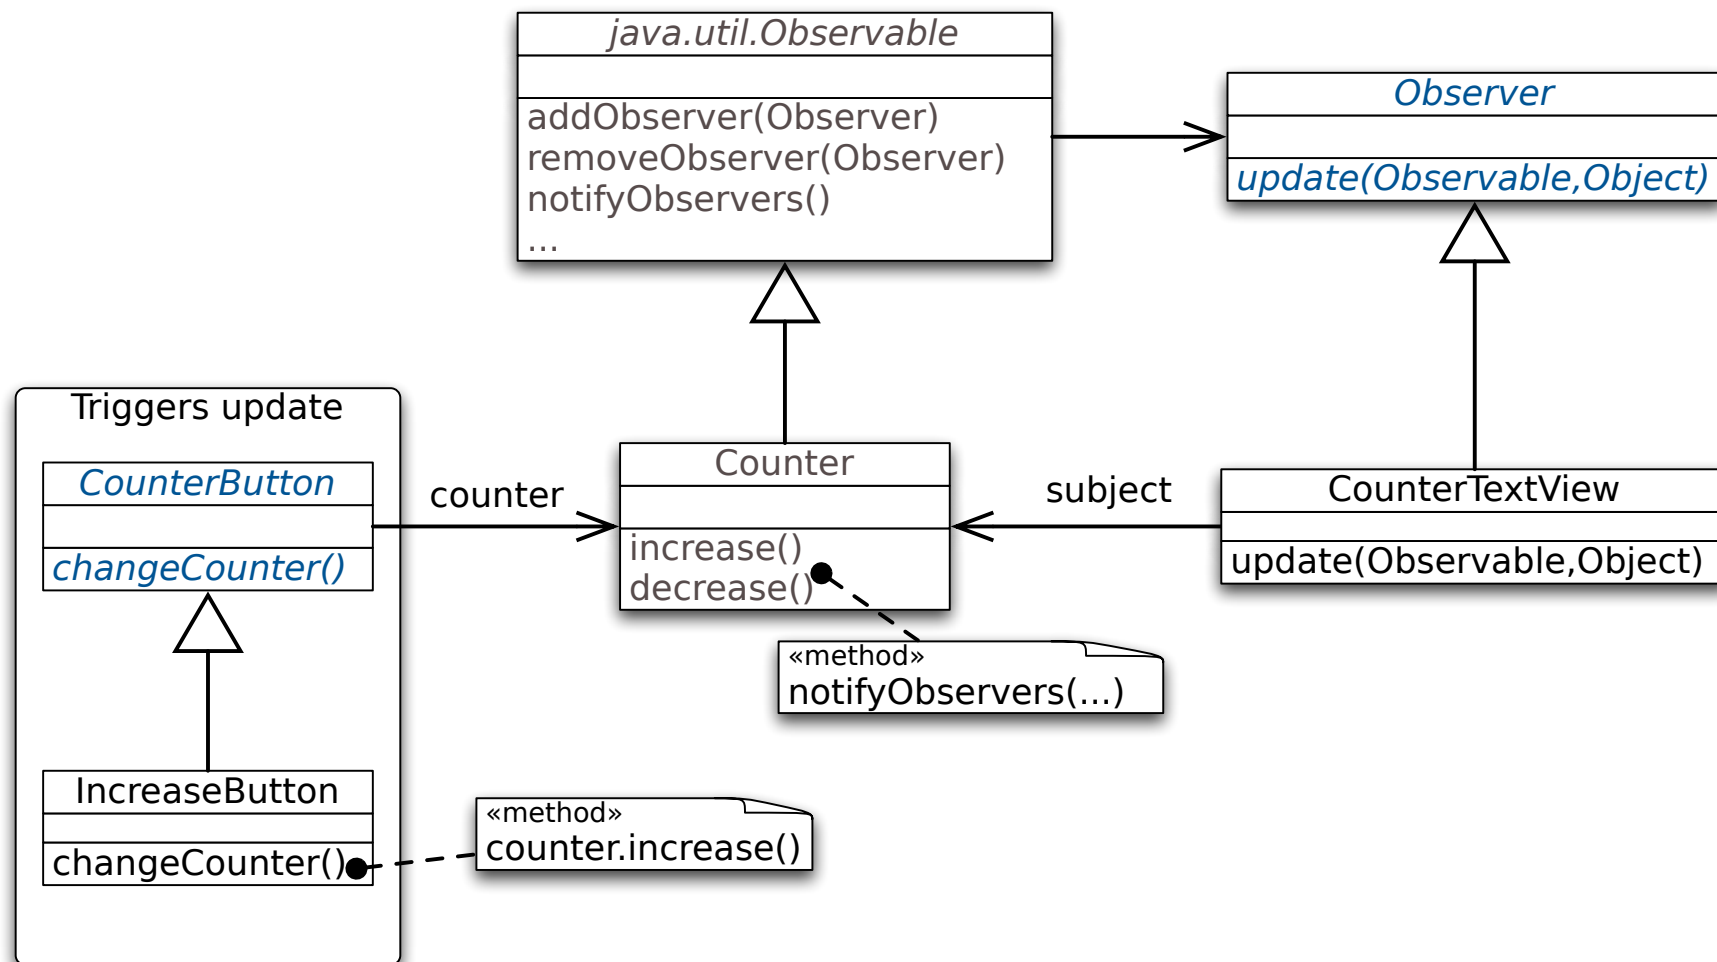 java.util.Observable
addObserver(Observer)
removeObserver(Observer)
notifyObservers()
...
Observer
update(Observable,Object)
Triggers update
CounterButton
changeCounter()
counter
Counter
increase()
decrease()
subject
CounterTextView
update(Observable,Object)
«method»
notifyObservers(...)
IncreaseButton
changeCounter()
«method»
counter.increase()